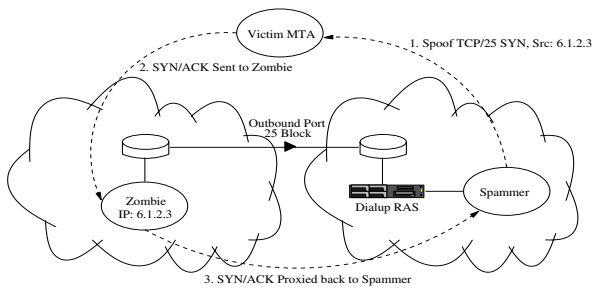 Victim MTA
1. Spoof TCP/25 SYN, Src: 6.1.2.3
2. SYN/ACK Sent to Zombie
Outbound Port
25 Block
Zombie
IP: 6.1.2.3
Dialup RAS
Spammer
3. SYN/ACK Proxied back to Spammer